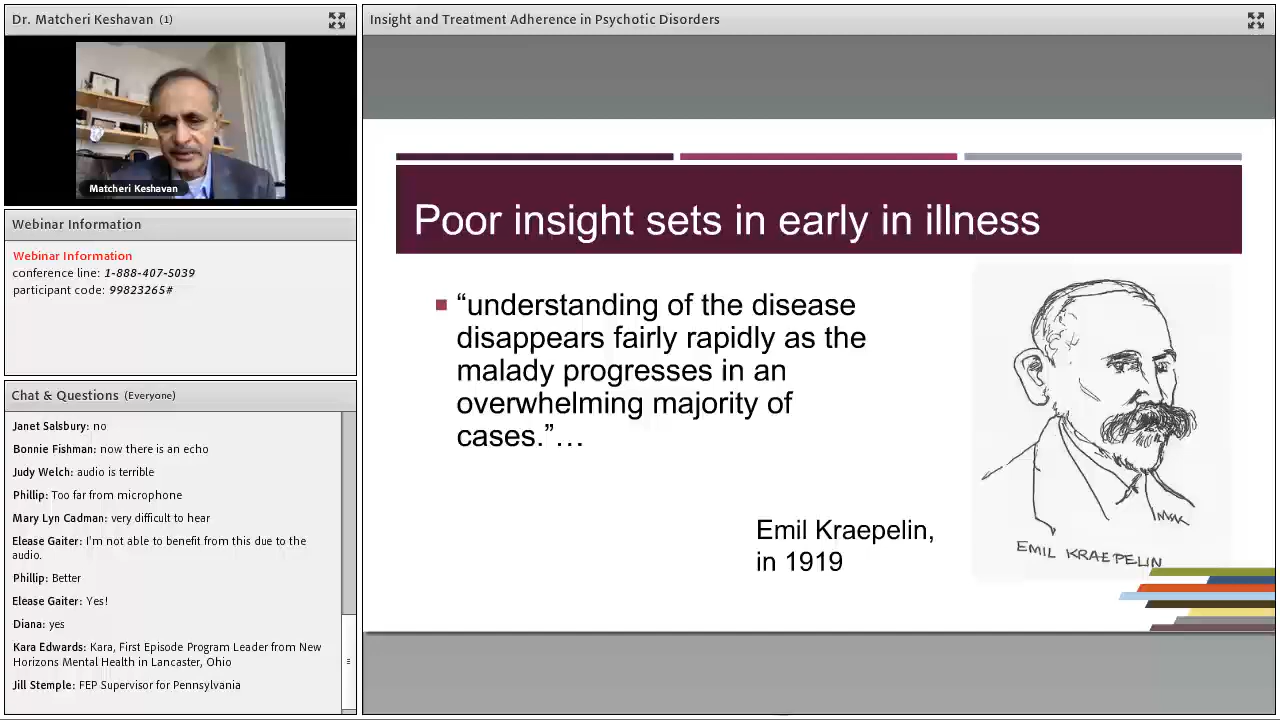 Dr. Matcheri Keshavan (1)
Matcheri Keshavan
Webinar Information
Webinar Information
conference line: 1-888-407-5039
participant code: 99823265#
Chat & Questions (Everyone)
Janet Salsbury: no
Bonnie Fishman: now there is an echo
Judy Welch: audio is terrible
Phillip: Too far from microphone
Mary Lyn Cadman: very difficult to hear
Elease Gaiter: I'm not able to benefit from this due to the
audio.
Phillip: Better
Elease Gaiter: Yes!
Diana: yes
Kara Edwards: Kara, First Episode Program Leader from New
Horizons Mental Health in Lancaster, Ohio
Jill Stemple: FEP Supervisor for Pennsylvania
Insight and Treatment Adherence in Psychotic Disorders
Poor insight sets in early in illness
“understanding of the disease
disappears fairly rapidly as the
malady progresses in an
overwhelming majority of
cases.”…
Emil Kraepelin,
in 1919
EMIL KRAEPELIN